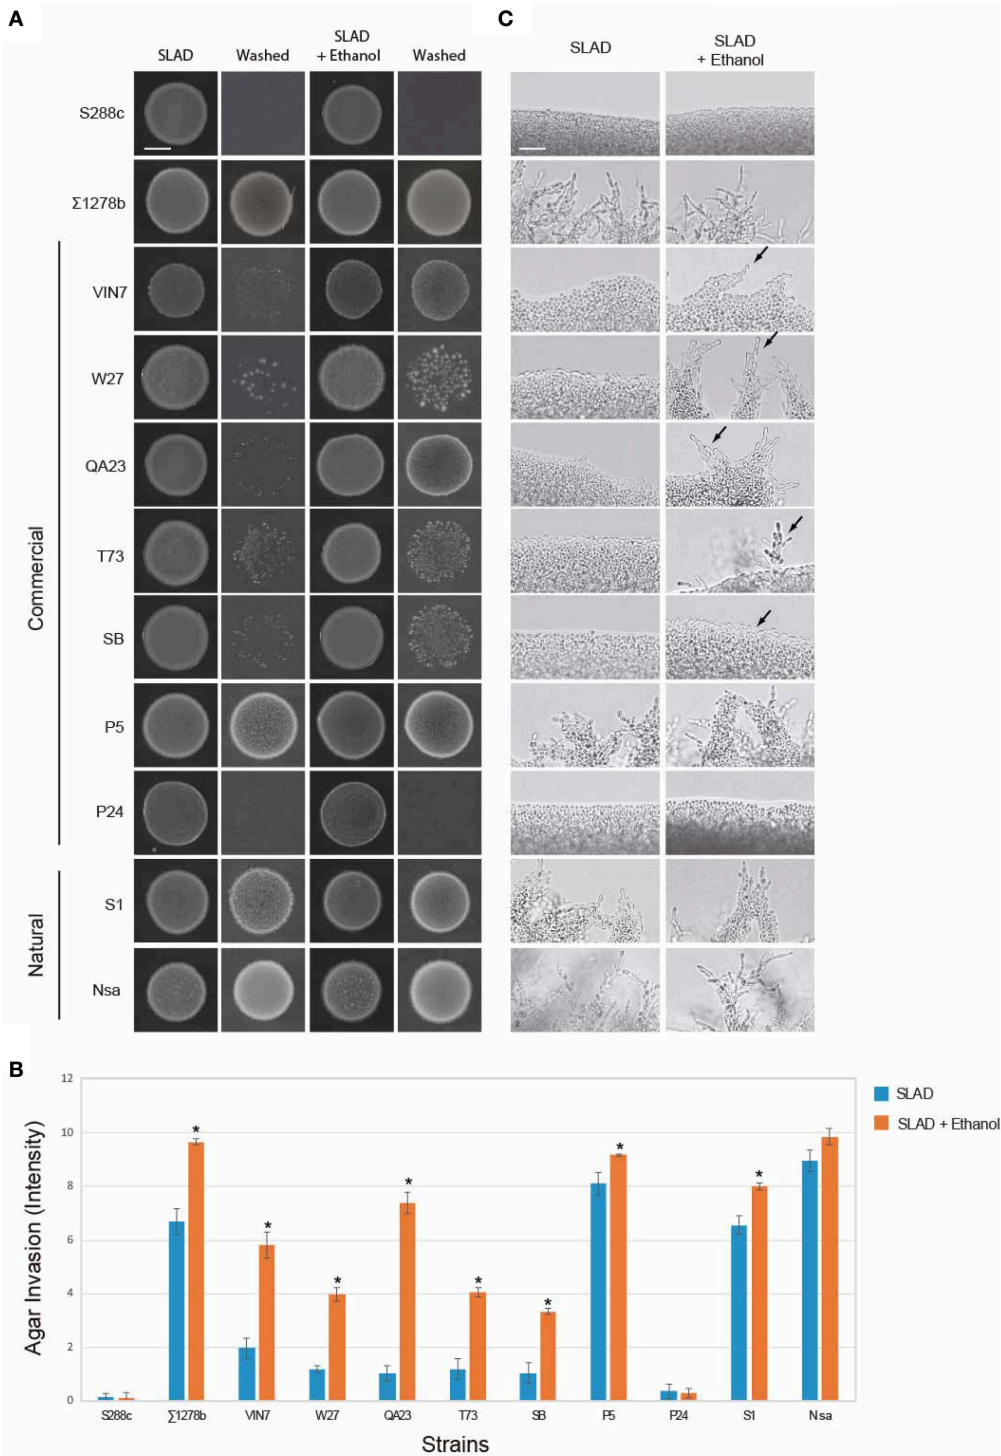 A
SLAD Washed SLAD + Ethanol Washed
S288c
Σ1278b
VIN7
W27
QA23
T73
SB
P5
P24
S1
Nsa
Commercial
Natural
C
SLAD SLAD + Ethanol
B
12
10
8
6
4
2
0
Agar Invasion (Intensity)
* * * * * * * *
S288c ∑1278b VIN7 W27 QA23 T73 SB P5 P24 S1 Nsa
Strains
SLAD
SLAD + Ethanol